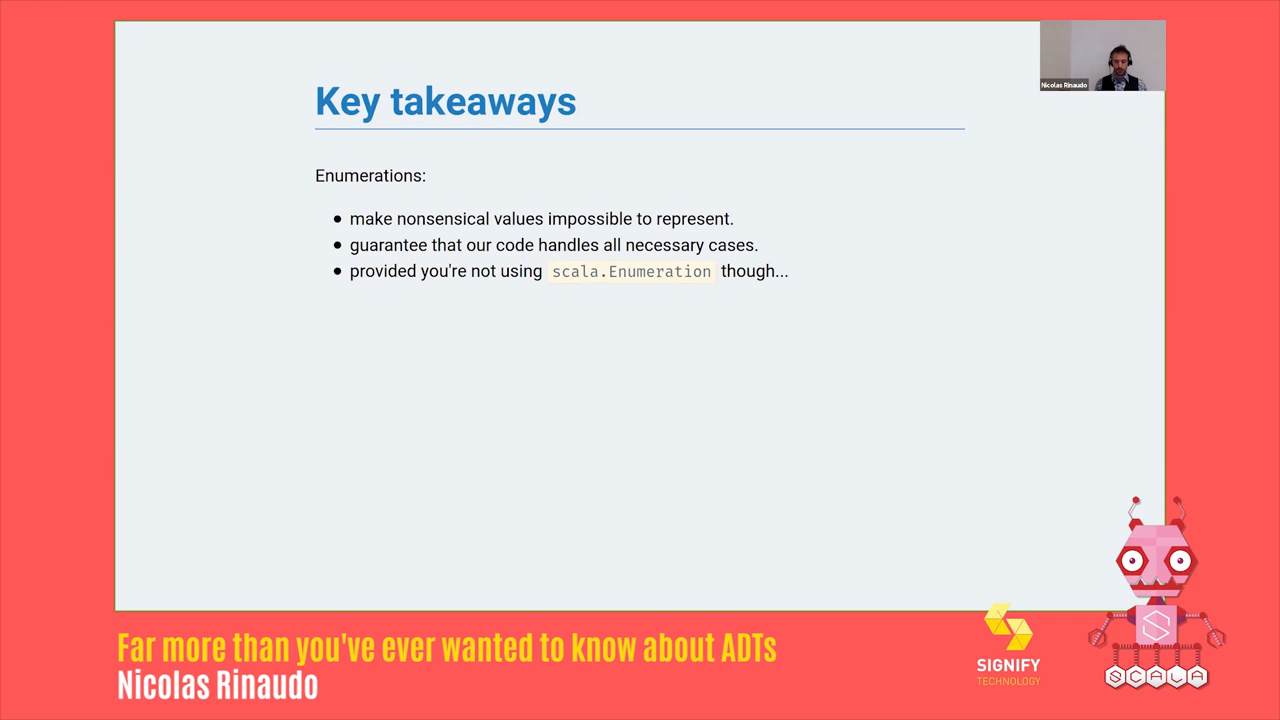 Key takeaways
Nicolas Rinaudo
Enumerations:
make nonsensical values impossible to represent.
guarantee that our code handles all necessary cases.
provided you're not using scala.Enumeration though...
Far more than you've ever wanted to know about ADTs
Nicolas Rinaudo
SIGNIFY
TECHNOLOGY
S
SCALA